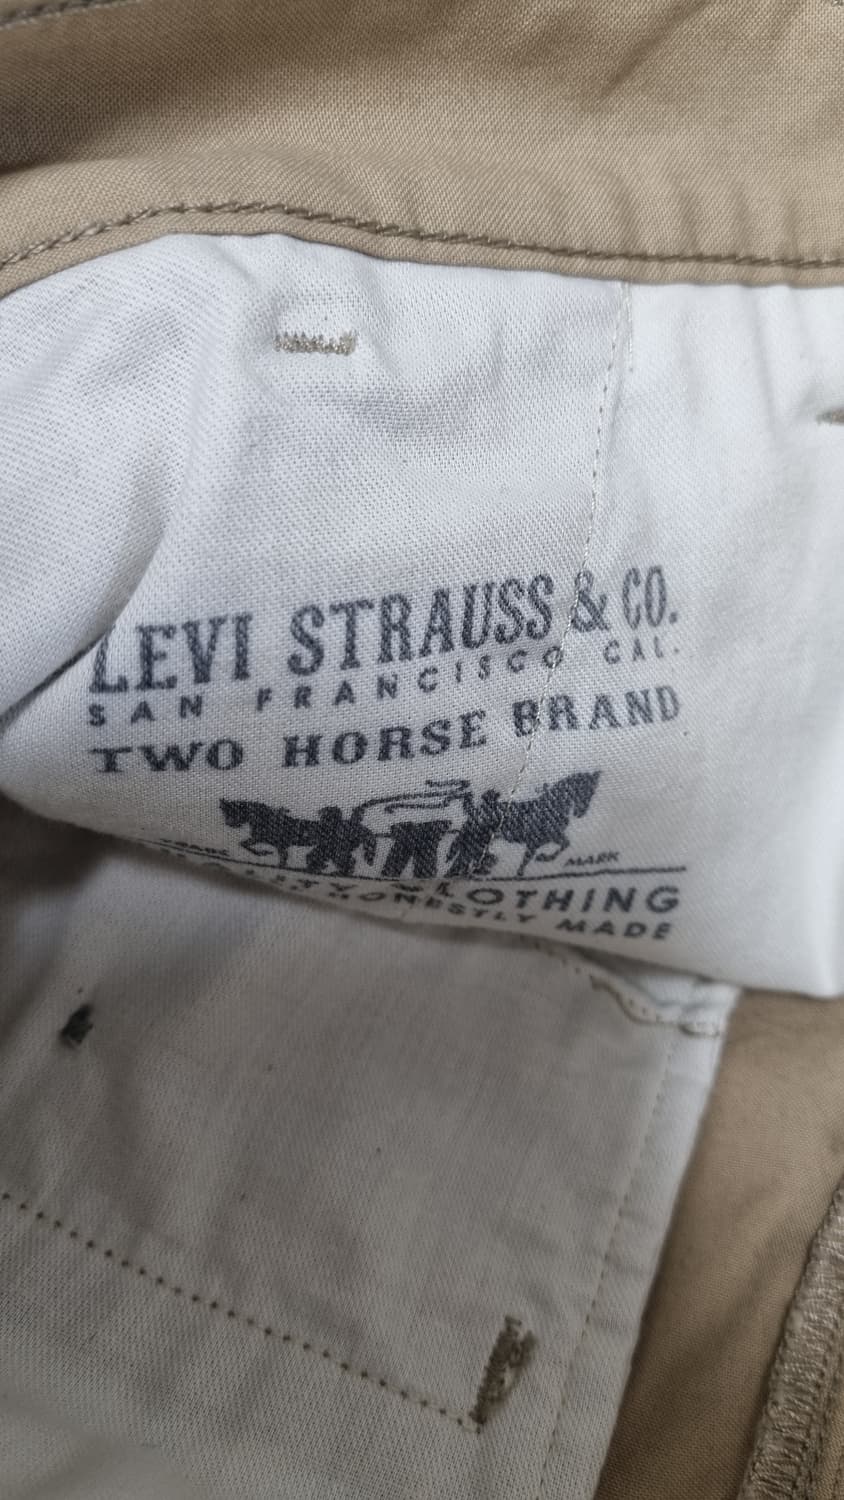 LEVI STRAUSS & CO.
SAN FRANCISCO CAL.
TWO HORSE BRAND
MARK
CLOTHING
HONESTLY MADE